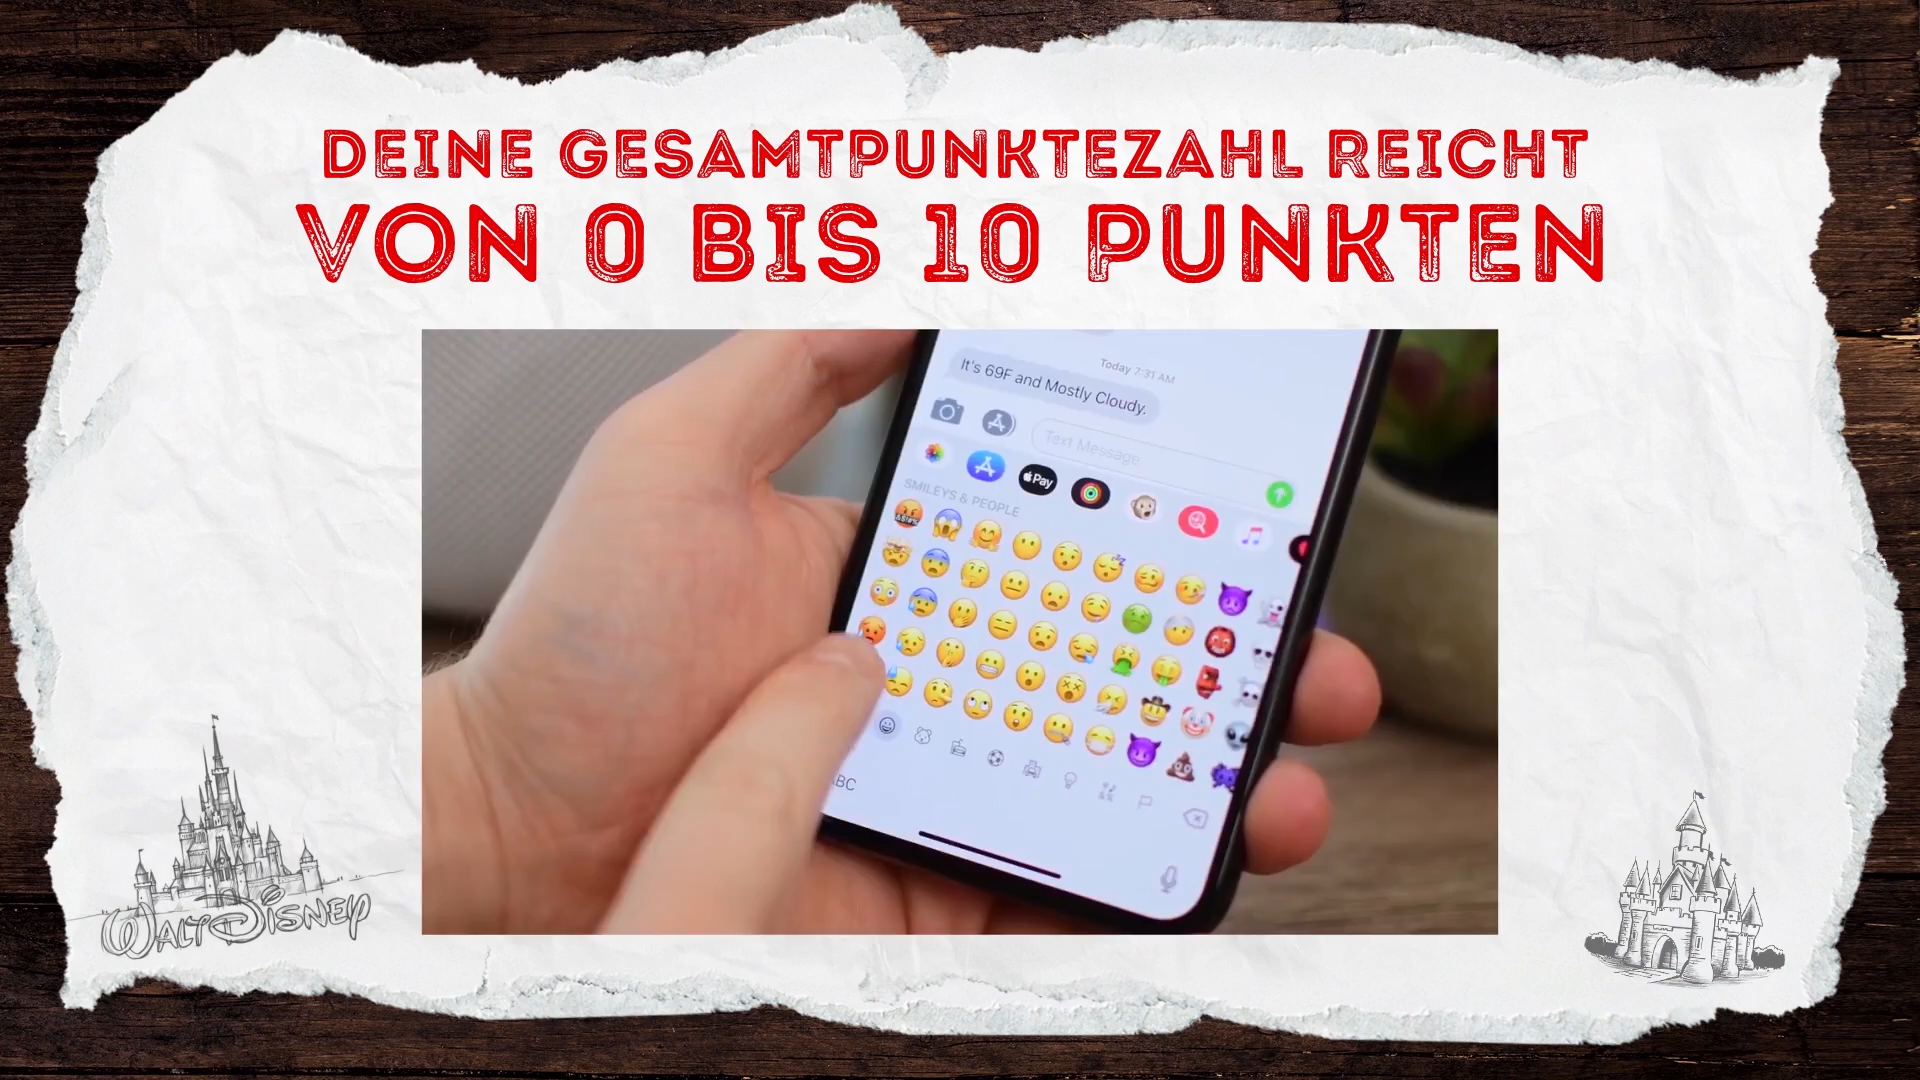 DEINE GESAMTPUNKTEZAHL REICHT
VON 0 BIS 10 PUNKTEN
Today 7:31 AM
It's 69F and Mostly Cloudy.
Text Message
Pay
SMILEYS & PEOPLE
ABC
WALT DISNEY